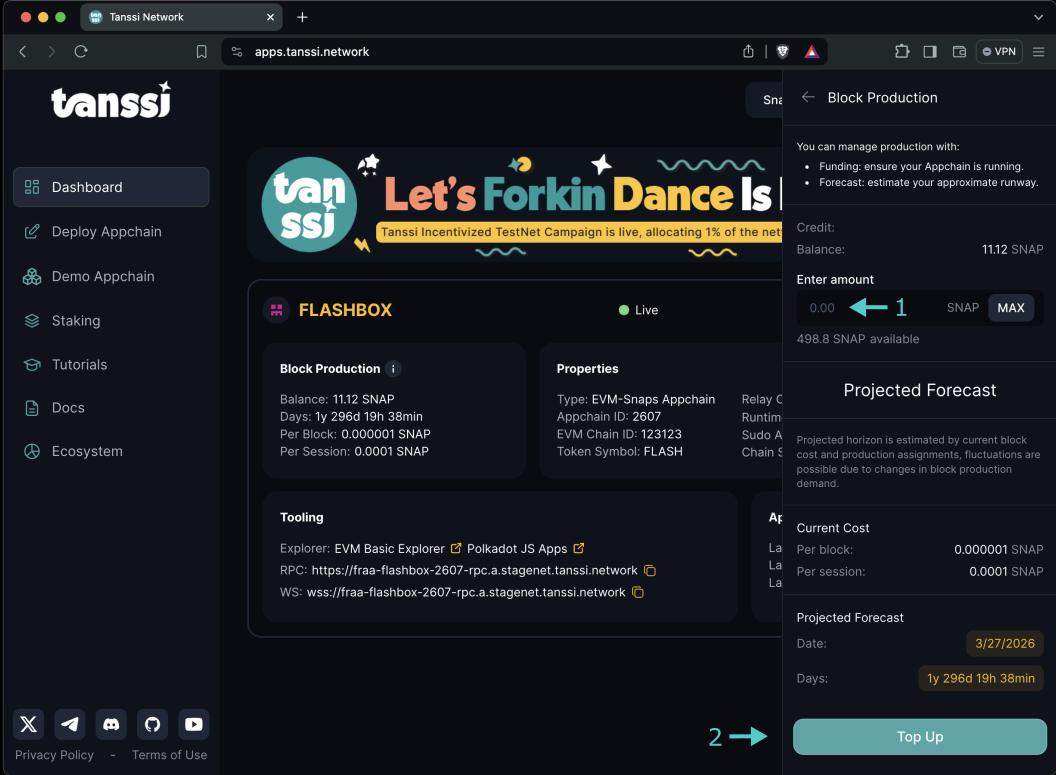 Tanssi Network
apps.tanssi.network
VPN
tanssi
Dashboard
Deploy Appchain
Demo Appchain
Staking
Tutorials
Docs
Ecosystem
Privacy Policy - Terms of Use
Sna
tan
ssi
Let's Forkin Dance Is
Tanssi Incentivized TestNet Campaign is live, allocating 1% of the net
FLASHBOX
Live
Block Production i
Balance: 11.12 SNAP
Days: 1y 296d 19h 38min
Per Block: 0.000001 SNAP
Per Session: 0.0001 SNAP
Properties
Type: EVM-Snaps Appchain
Appchain ID: 2607
EVM Chain ID: 123123
Token Symbol: FLASH
Relay C
Runtim
Sudo A
Chain S
Tooling
Explorer: EVM Basic Explorer Polkadot JS Apps
RPC: https://fraa-flashbox-2607-rpc.a.stagenet.tanssi.network
WS: wss://fraa-flashbox-2607-rpc.a.stagenet.tanssi.network
Ap
La
La
La
Block Production
You can manage production with:
• Funding: ensure your Appchain is running.
• Forecast: estimate your approximate runway.
Credit:
Balance: 11.12 SNAP
Enter amount
0.00 1 SNAP MAX
498.8 SNAP available
Projected Forecast
Projected horizon is estimated by current block
cost and production assignments, fluctuations are
possible due to changes in block production
demand.
Current Cost
Per block: 0.000001 SNAP
Per session: 0.0001 SNAP
Projected Forecast
Date: 3/27/2026
Days: 1y 296d 19h 38min
2
Top Up